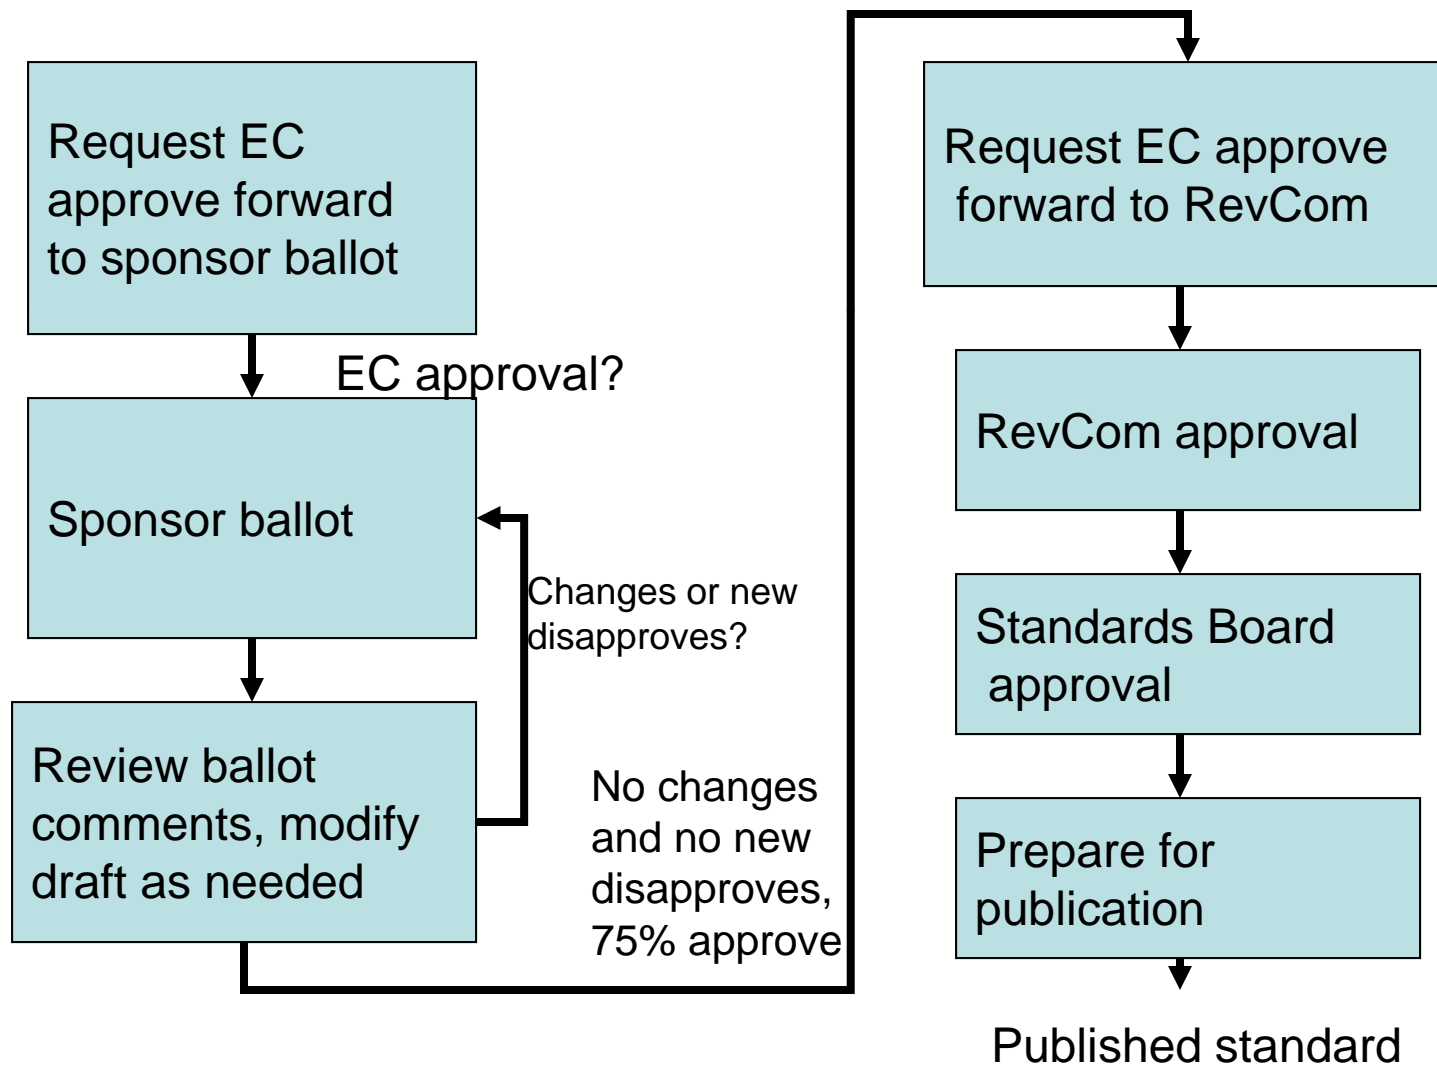 Request EC
approve forward
to sponsor ballot
EC approval?
Sponsor ballot
Changes or new
disapproves?
Review ballot
comments, modify
draft as needed
No changes
and no new
disapproves,
75% approve
Request EC approve
forward to RevCom
RevCom approval
Standards Board
approval
Prepare for
publication
Published standard